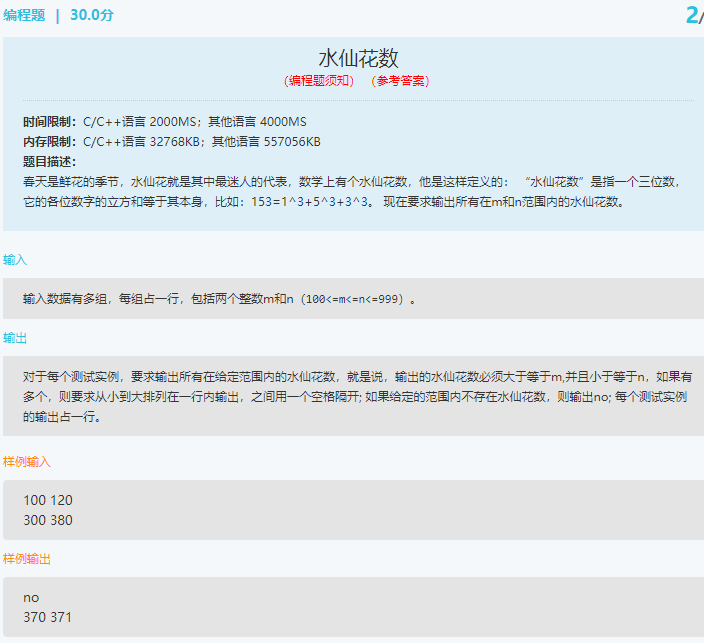 编程题 | 30.0分
2/
水仙花数
（编程题须知） （参考答案）
时间限制：C/C++语言 2000MS；其他语言 4000MS
内存限制：C/C++语言 32768KB；其他语言 557056KB
题目描述：
春天是鲜花的季节，水仙花就是其中最迷人的代表，数学上有个水仙花数，他是这样定义的： “水仙花数”是指一个三位数，
它的各位数字的立方和等于其本身，比如：153=1^3+5^3+3^3。 现在要求输出所有在m和n范围内的水仙花数。
输入
输入数据有多组，每组占一行，包括两个整数m和n（100<=m<=n<=999）。
输出
对于每个测试实例，要求输出所有在给定范围内的水仙花数，就是说，输出的水仙花数必须大于等于m,并且小于等于n，如果有
多个，则要求从小到大排列在一行内输出，之间用一个空格隔开; 如果给定的范围内不存在水仙花数，则输出no; 每个测试实例
的输出占一行。
样例输入
100 120
300 380
样例输出
no
370 371